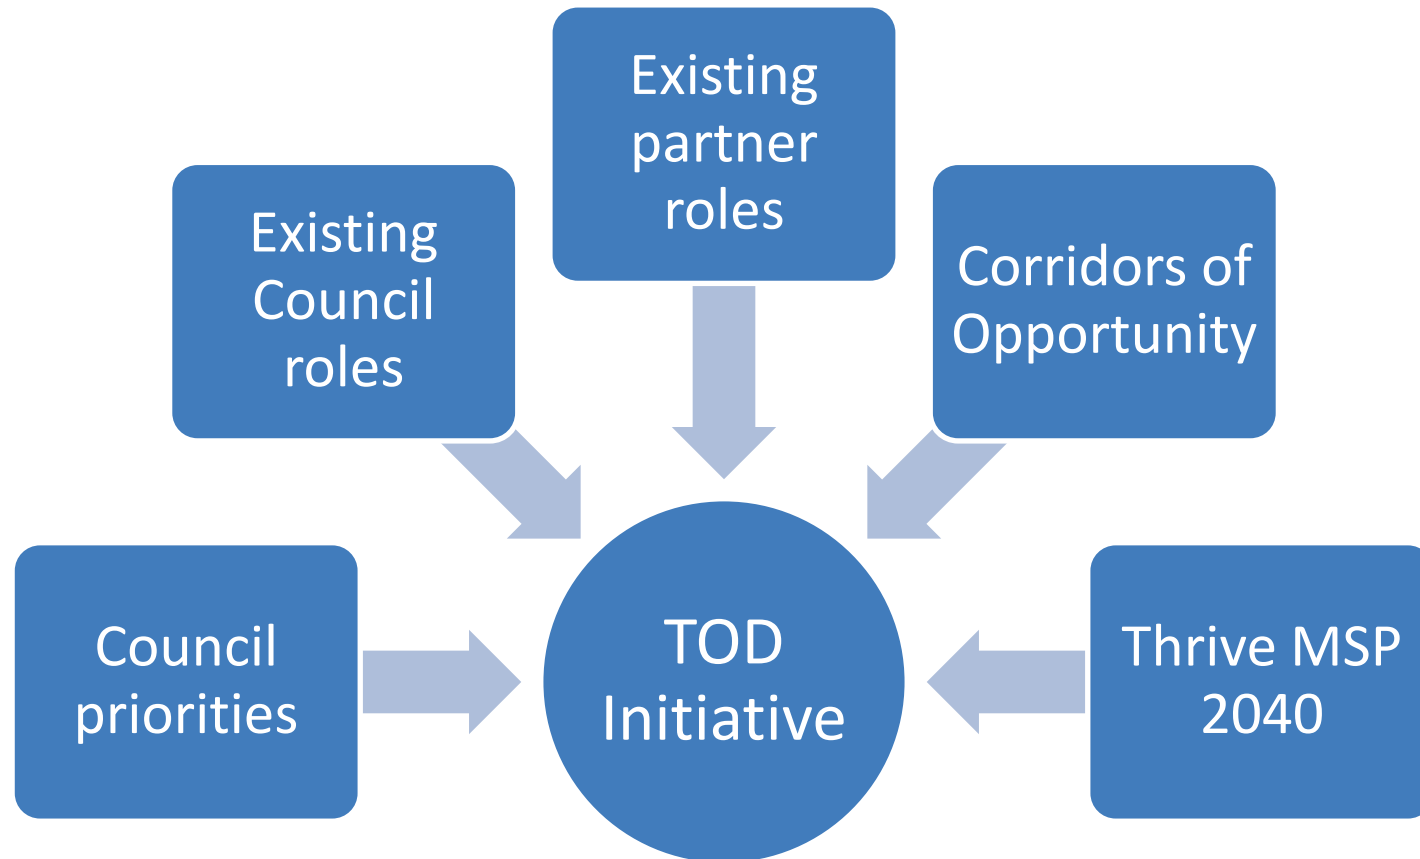 Existing
partner
roles
Existing
Council
roles
Corridors of
Opportunity
Council
priorities
TOD
Initiative
Thrive MSP
2040